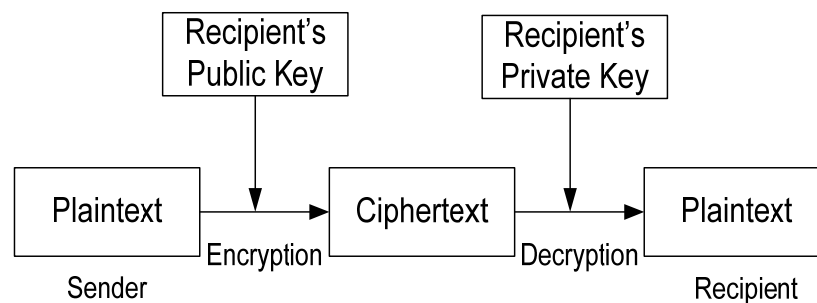 Recipient's
Public Key
Recipient's
Private Key
Plaintext
Ciphertext
Plaintext
Encryption
Decryption
Sender
Recipient